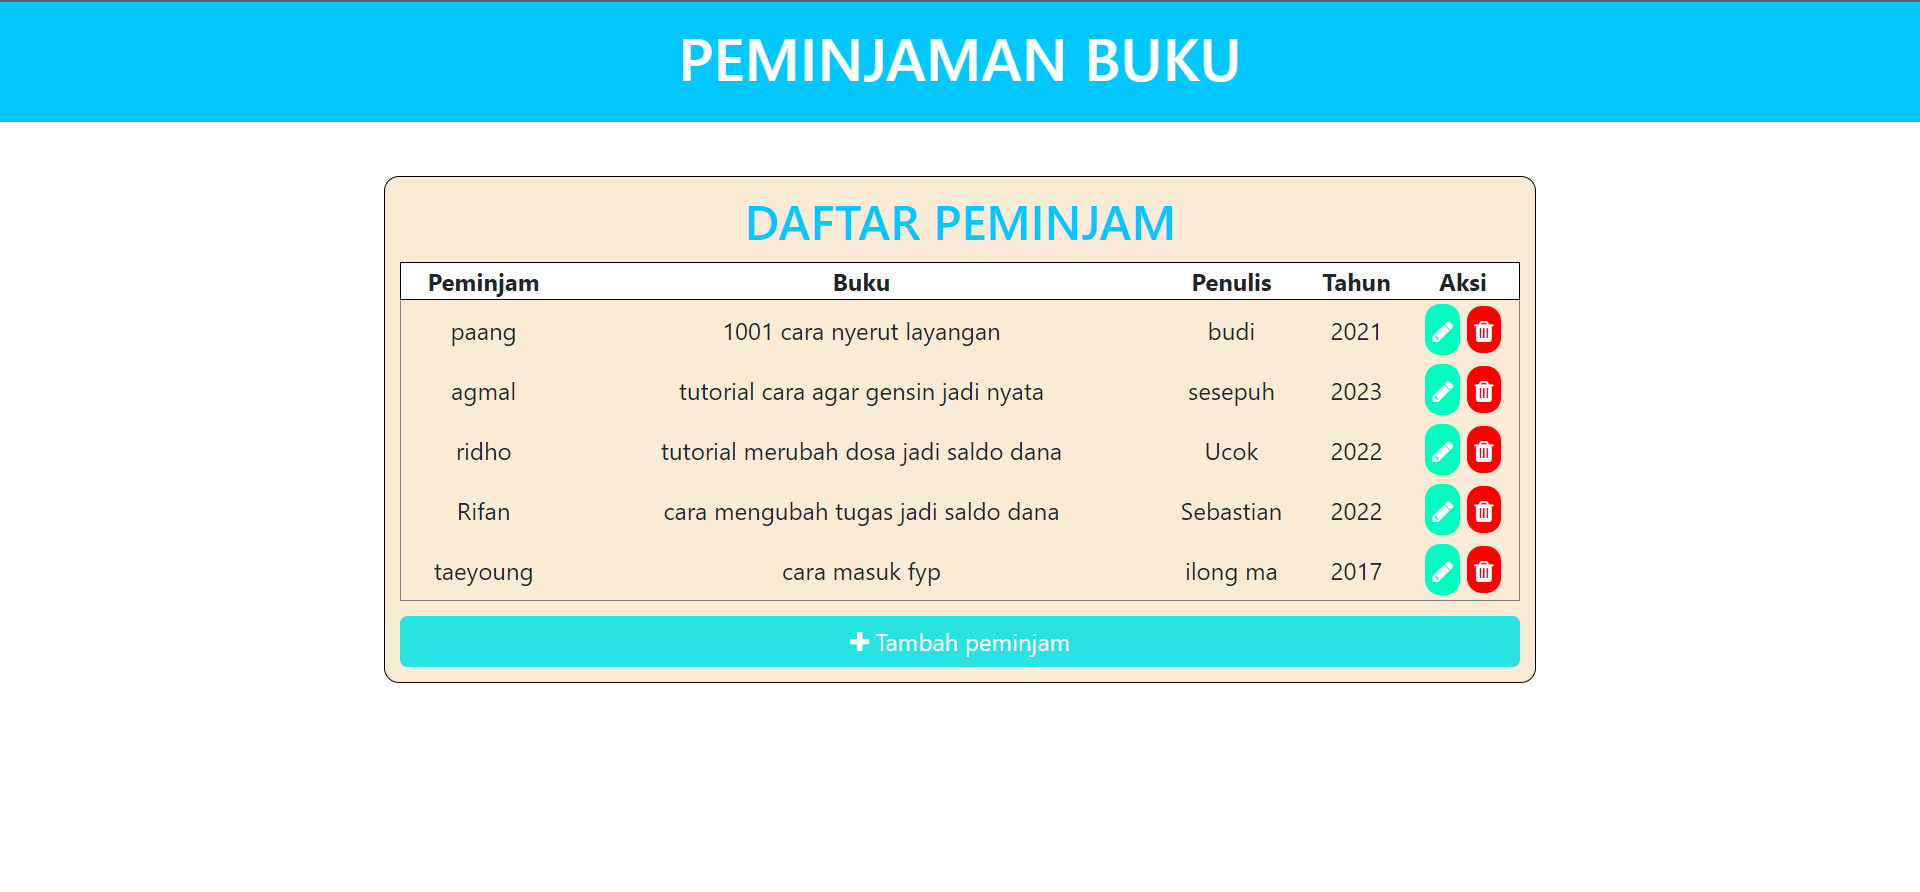 PEMINJAMAN BUKU
DAFTAR PEMINJAM
Peminjam Buku Penulis Tahun Aksi
paang 1001 cara nyerut layangan budi 2021
agmal tutorial cara agar gensin jadi nyata sesepuh 2023
ridho tutorial merubah dosa jadi saldo dana Ucok 2022
Rifan cara mengubah tugas jadi saldo dana Sebastian 2022
taeyoung cara masuk fyp ilong ma 2017
Tambah peminjam